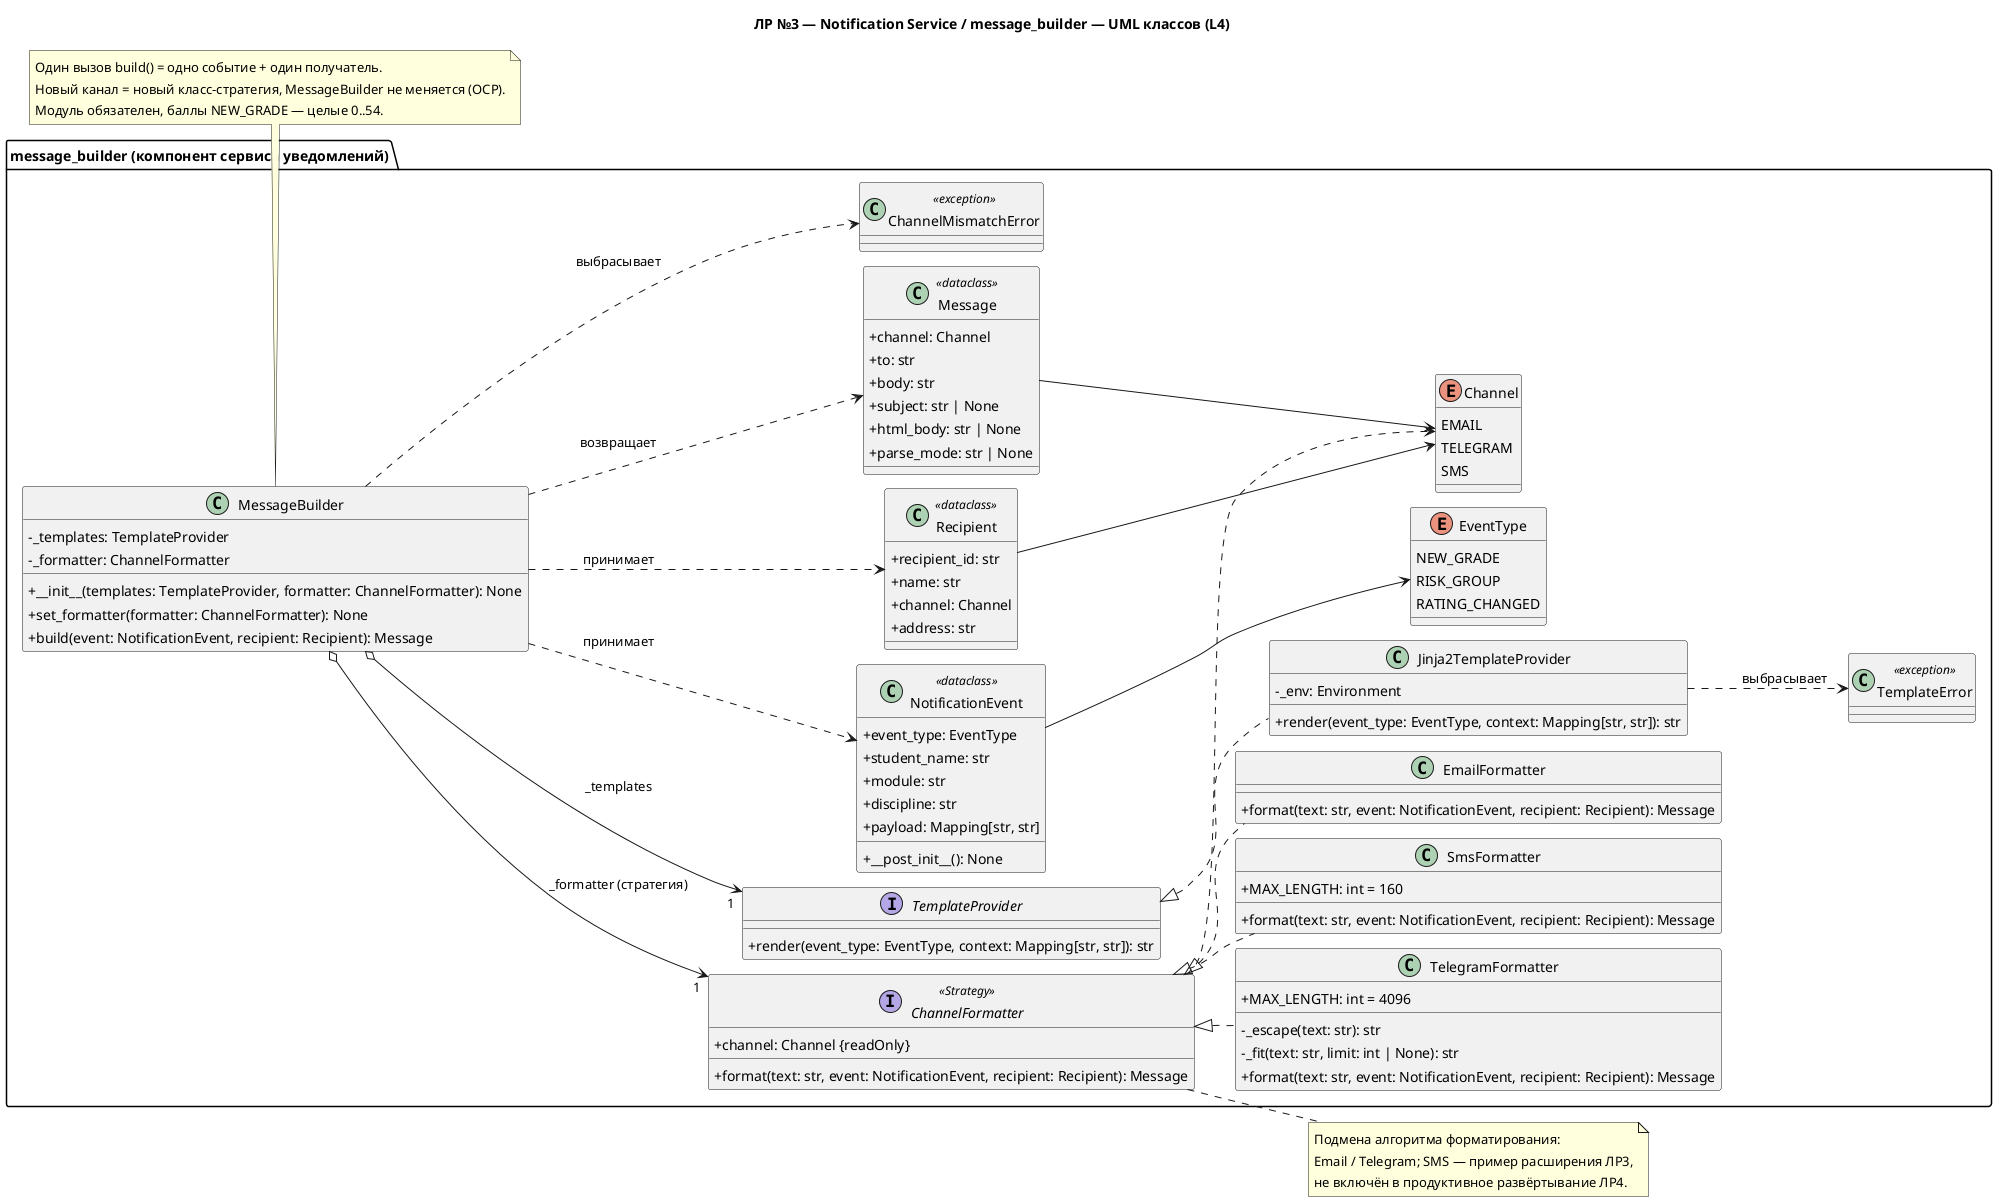 ЛР №3 — Notification Service / message_builder — UML классов (L4)
Один вызов build() = одно событие + один получатель.
Новый канал = новый класс-стратегия, MessageBuilder не меняется (OCP).
Модуль обязателен, баллы NEW_GRADE — целые 0..54.
message_builder (компонент сервис уведомлений)
«exception»
ChannelMismatchError
выбрасывает
«dataclass»
Message
+channel: Channel
+to: str
+body: str
+subject: str | None
+html_body: str | None
+parse_mode: str | None
возвращает
Channel
EMAIL
TELEGRAM
SMS
MessageBuilder
-_templates: TemplateProvider
-_formatter: ChannelFormatter
+__init__(templates: TemplateProvider, formatter: ChannelFormatter): None
+set_formatter(formatter: ChannelFormatter): None
+build(event: NotificationEvent, recipient: Recipient): Message
принимает
«dataclass»
Recipient
+recipient_id: str
+name: str
+channel: Channel
+address: str
EventType
NEW_GRADE
RISK_GROUP
RATING_CHANGED
принимает
«dataclass»
NotificationEvent
+event_type: EventType
+student_name: str
+module: str
+discipline: str
+payload: Mapping[str, str]
+__post_init__(): None
Jinja2TemplateProvider
-_env: Environment
+render(event_type: EventType, context: Mapping[str, str]): str
выбрасывает
«exception»
TemplateError
EmailFormatter
+format(text: str, event: NotificationEvent, recipient: Recipient): Message
_templates
1
TemplateProvider
+render(event_type: EventType, context: Mapping[str, str]): str
SmsFormatter
+MAX_LENGTH: int = 160
+format(text: str, event: NotificationEvent, recipient: Recipient): Message
_formatter (стратегия)
1
«Strategy»
ChannelFormatter
+channel: Channel {readOnly}
+format(text: str, event: NotificationEvent, recipient: Recipient): Message
TelegramFormatter
+MAX_LENGTH: int = 4096
-_escape(text: str): str
-_fit(text: str, limit: int | None): str
+format(text: str, event: NotificationEvent, recipient: Recipient): Message
Подмена алгоритма форматирования:
Email / Telegram; SMS — пример расширения ЛР3,
не включён в продуктивное развёртывание ЛР4.